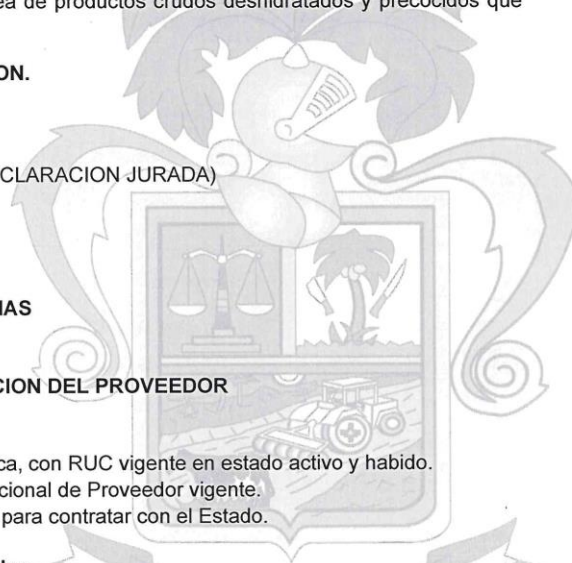 ea de productos crudos deshidratados y precocidos que
ON.
CLARACION JURADA)
IAS
CION DEL PROVEEDOR
ca, con RUC vigente en estado activo y habido.
cional de Proveedor vigente.
para contratar con el Estado.